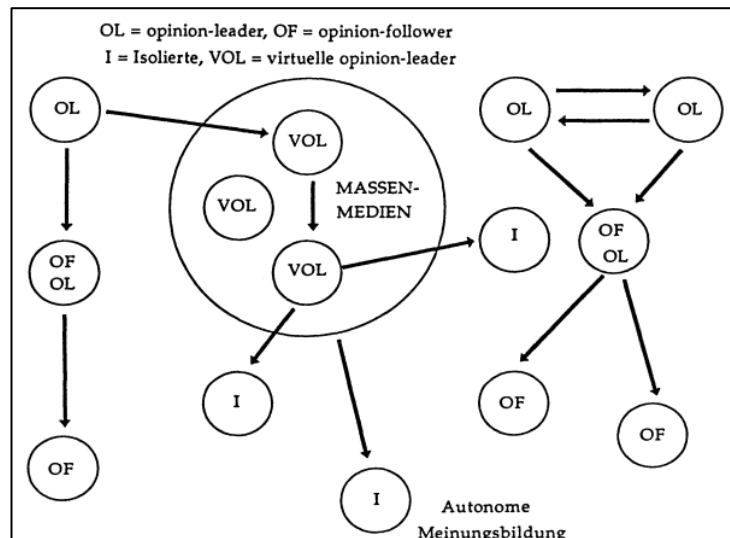 OL = opinion-leader, OF = opinion-follower
I = Isolierte, VOL = virtuelle opinion-leader
OL
VOL
OL
OL
VOL
MASSEN-
MEDIEN
OF
OL
VOL
I
OF
OL
I
OF
OF
OF
I
Autonome
Meinungsbildung